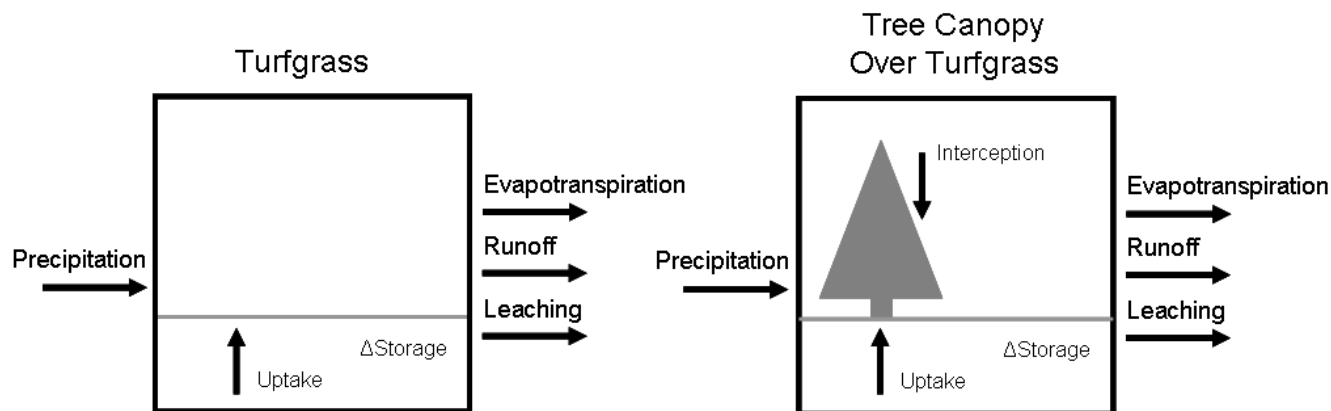 Turfgrass
Precipitation
Evapotranspiration
Runoff
Leaching
ΔStorage
Uptake
Tree Canopy
Over Turfgrass
Interception
Precipitation
Evapotranspiration
Runoff
Leaching
ΔStorage
Uptake